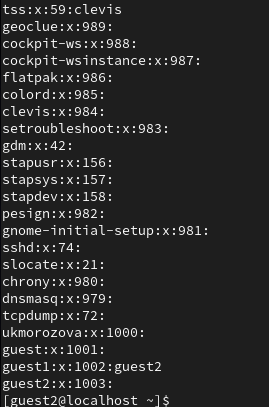 tss:x:59:clevis
geoclue:x:989:
cockpit-ws:x:988:
cockpit-wsinstance:x:987:
flatpak:x:986:
colord:x:985:
clevis:x:984:
setroubleshoot:x:983:
gdm:x:42:
stapusr:x:156:
stapsys:x:157:
stapdev:x:158:
pesign:x:982:
gnome-initial-setup:x:981:
sshd:x:74:
slocate:x:21:
chrony:x:980:
dnsmasq:x:979:
tcpdump:x:72:
ukmorozova:x:1000:
guest:x:1001:
guest1:x:1002:guest2
guest2:x:1003:
[guest2@localhost ~]$